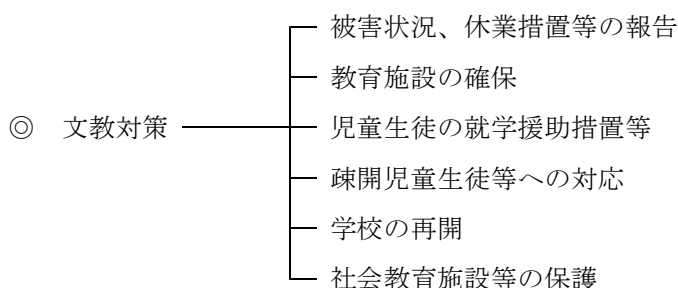 被害状況、休業措置等の報告
教育施設の確保
◎ 文教対策
児童生徒の就学援助措置等
疎開児童生徒等への対応
学校の再開
社会教育施設等の保護